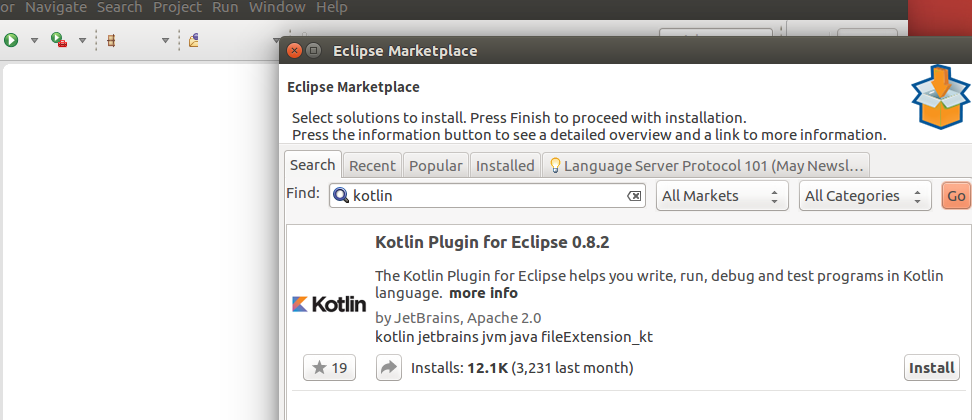 or Navigate Search Project Run Window Help
Eclipse Marketplace
Eclipse Marketplace
Select solutions to install. Press Finish to proceed with installation.
Press the information button to see a detailed overview and a link to more information.
Search Recent Popular Installed Language Server Protocol 101 (May Newsl...
Find: kotlin All Markets All Categories Go
Kotlin Plugin for Eclipse 0.8.2
The Kotlin Plugin for Eclipse helps you write, run, debug and test programs in Kotlin
language. more info
Kotlin
by JetBrains, Apache 2.0
kotlin jetbrains jvm java fileExtension_kt
19 Installs: 12.1K (3,231 last month) Install